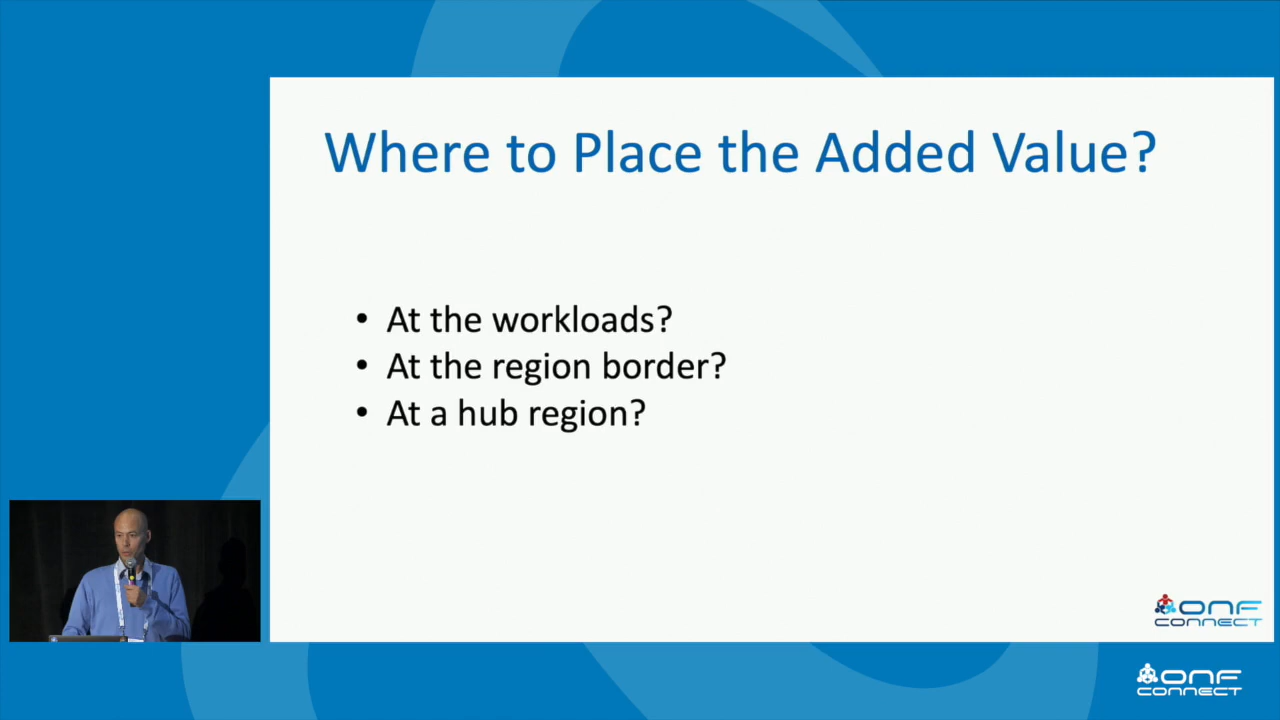 Where to Place the Added Value?
• At the workloads?
• At the region border?
• At a hub region?
ONF
CONNECT
ONF
CONNECT